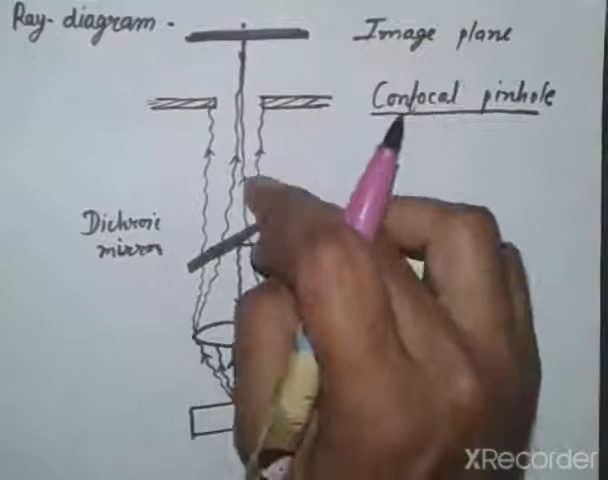 Ray- diagram -
Image plane
Confocal pinhole
Dichroic
mirror
XRecorder